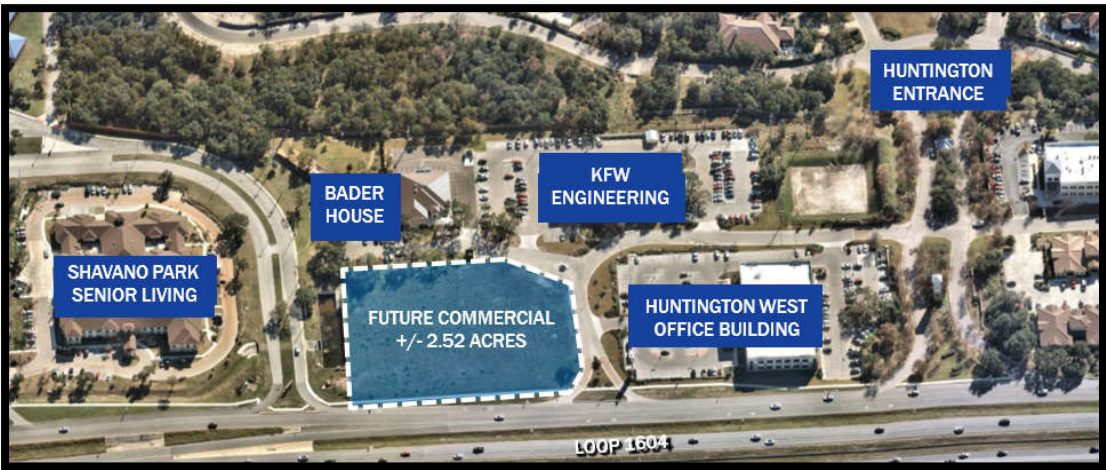 HUNTINGTON
ENTRANCE
KFW
ENGINEERING
BADER
HOUSE
SHAVANO PARK
SENIOR LIVING
FUTURE COMMERCIAL
+/- 2.52 ACRES
HUNTINGTON WEST
OFFICE BUILDING
LOOP 1604